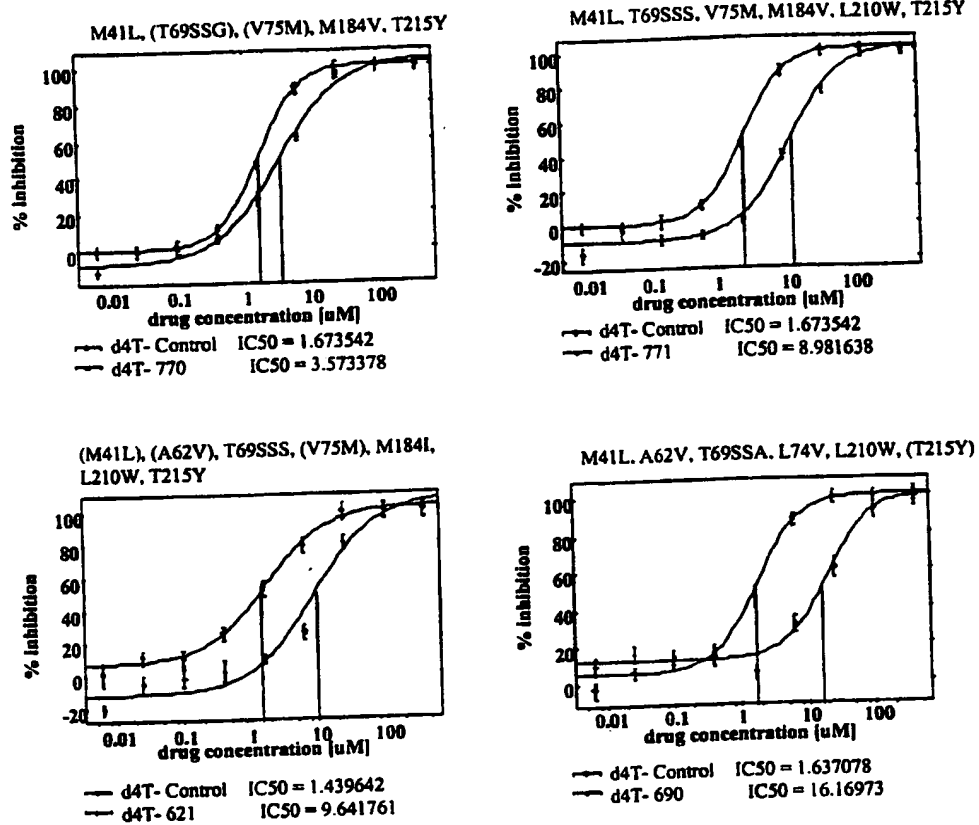 M41L, (T69SSG), (V75M), M184V, T215Y
100
80
60
40
20
0
% inhibition
0.01 0.1 1 10 100
drug concentration [uM]
d4T- Control IC50 = 1.673542
d4T- 770 IC50 = 3.573378
M41L, T69SSS, V75M, M184V, L210W, T215Y
100
80
60
40
20
0
-20
% inhibition
0.01 0.1 1 10 100
drug concentration [uM]
d4T- Control IC50 = 1.673542
d4T- 771 IC50 = 8.981638
(M41L), (A62V), T69SSS, (V75M), M184I,
L210W, T215Y
100
80
60
40
20
0
-20
% inhibition
0.01 0.1 1 10 100
drug concentration [uM]
d4T- Control IC50 = 1.439642
d4T- 621 IC50 = 9.641761
M41L, A62V, T69SSA, L74V, L210W, (T215Y)
100
80
60
40
20
0
% inhibition
0.01 0.1 1 10 100
drug concentration [uM]
d4T- Control IC50 = 1.637078
d4T- 690 IC50 = 16.16973